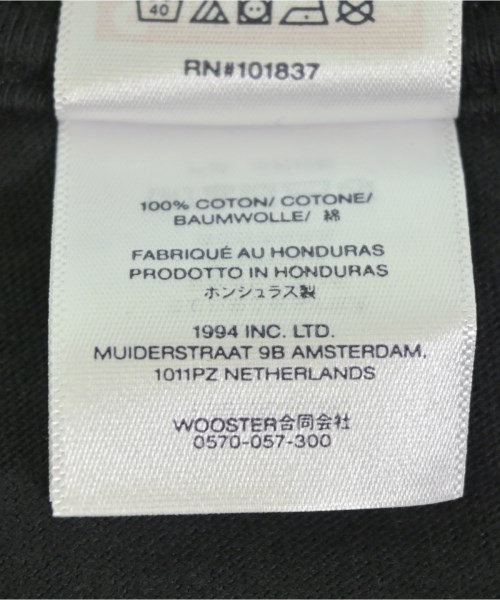 40
RN#101837
100% COTON/ COTONE/
BAUMWOLLE/ 綿
FABRIQUÉ AU HONDURAS
PRODOTTO IN HONDURAS
ホンジュラス製
1994 INC. LTD.
MUIDERSTRAAT 9B AMSTERDAM,
1011PZ NETHERLANDS
WOOSTER合同会社
0570-057-300